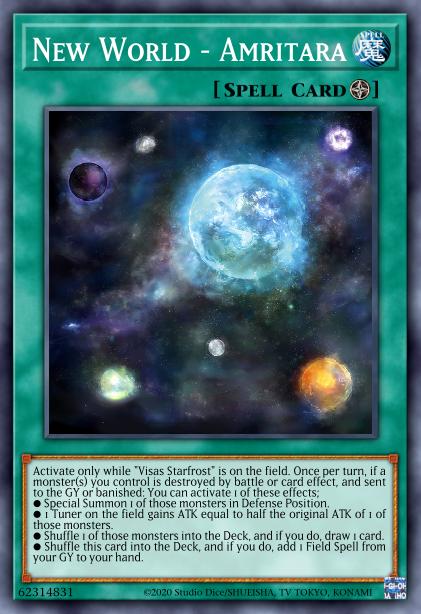 New World - Amritara
SPELL
魔
[Spell Card]
Activate only while "Visas Starfrost" is on the field. Once per turn, if a
monster(s) you control is destroyed by battle or card effect, and sent
to the GY or banished: You can activate 1 of these effects;
● Special Summon 1 of those monsters in Defense Position.
● 1 Tuner on the field gains ATK equal to half the original ATK of 1 of
those monsters.
● Shuffle 1 of those monsters into the Deck, and if you do, draw 1 card.
● Shuffle this card into the Deck, and if you do, add 1 Field Spell from
your GY to your hand.
62314831
©2020 Studio Dice/SHUEISHA, TV TOKYO, KONAMI